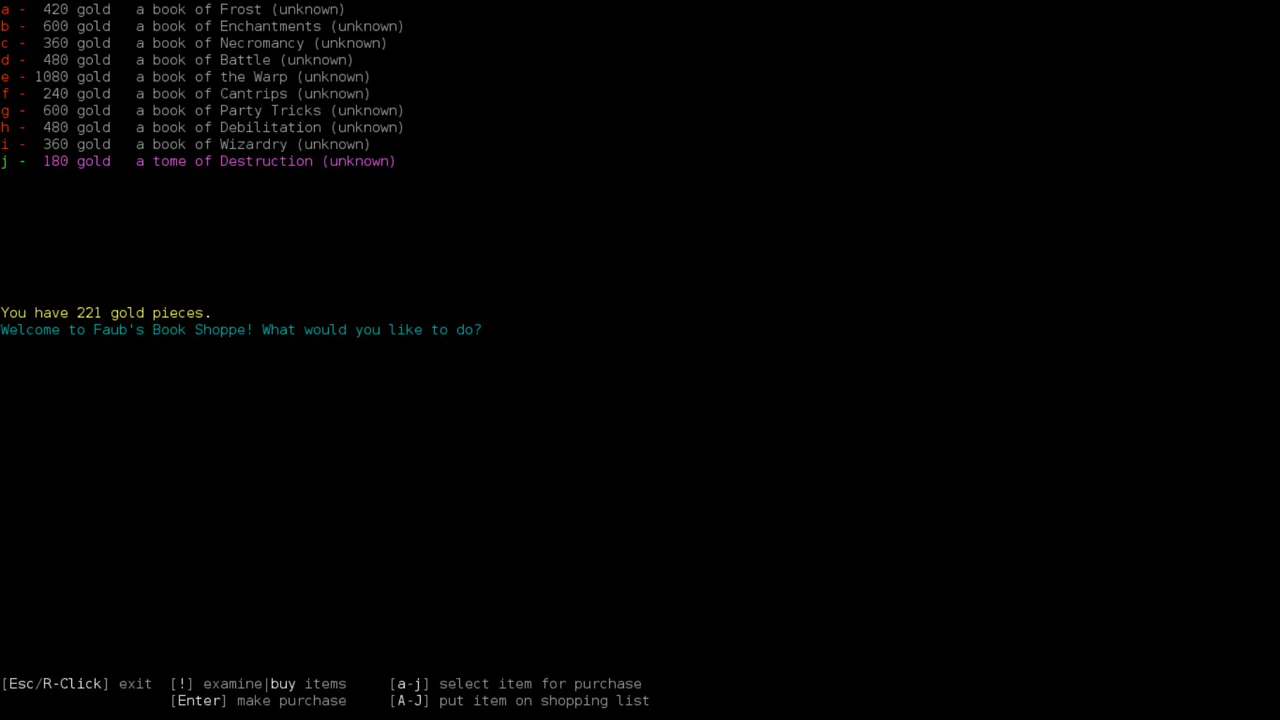 a -  420 gold   a book of Frost (unknown)
b -  600 gold   a book of Enchantments (unknown)
c -  360 gold   a book of Necromancy (unknown)
d -  480 gold   a book of Battle (unknown)
e - 1080 gold   a book of the Warp (unknown)
f -  240 gold   a book of Cantrips (unknown)
g -  600 gold   a book of Party Tricks (unknown)
h -  480 gold   a book of Debilitation (unknown)
i -  360 gold   a book of Wizardry (unknown)
j -  180 gold   a tome of Destruction (unknown)
You have 221 gold pieces.
Welcome to Faub's Book Shoppe! What would you like to do?
[Esc/R-Click] exit  [!] examine|buy items     [a-j] select item for purchase
[Enter] make purchase     [A-J] put item on shopping list